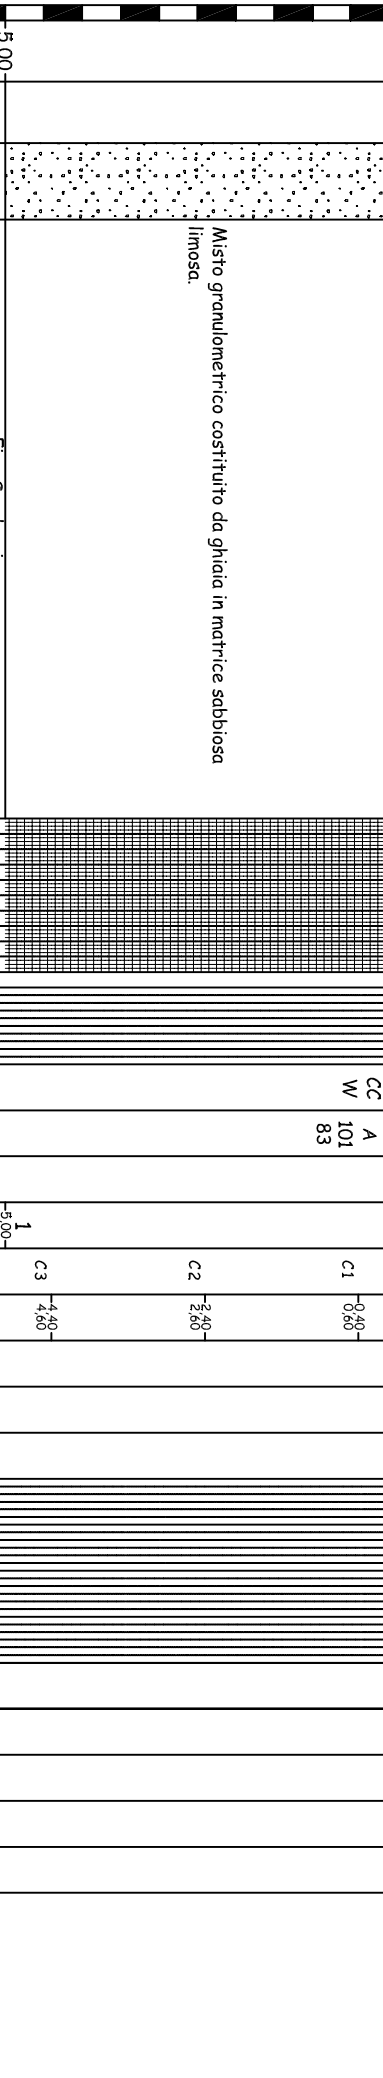 5,00
Misto granulometrico costituito da ghiaia in matrice sabbiosa
limosa.
CC
W
A
101
83
1
5,00
C1
C2
C3
0,40
0,60
2,40
2,60
4,40
4,60